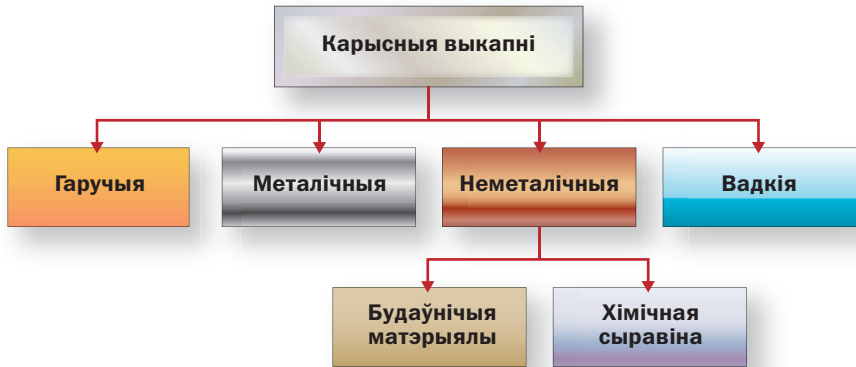 Карысныя выкапні
Гаручыя
Металічныя
Неметалічныя
Вадкія
Будаўнічыя
матэрыялы
Хімічная
сыравіна